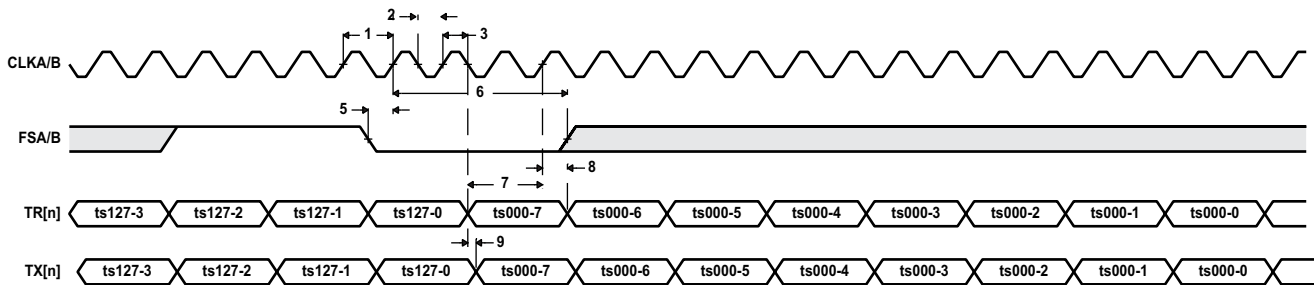 2
1
3
CLKA/B
6
5
FSA/B
8
7
TR[n] ts127-3 ts127-2 ts127-1 ts127-0 ts000-7 ts000-6 ts000-5 ts000-4 ts000-3 ts000-2 ts000-1 ts000-0
9
TX[n] ts127-3 ts127-2 ts127-1 ts127-0 ts000-7 ts000-6 ts000-5 ts000-4 ts000-3 ts000-2 ts000-1 ts000-0